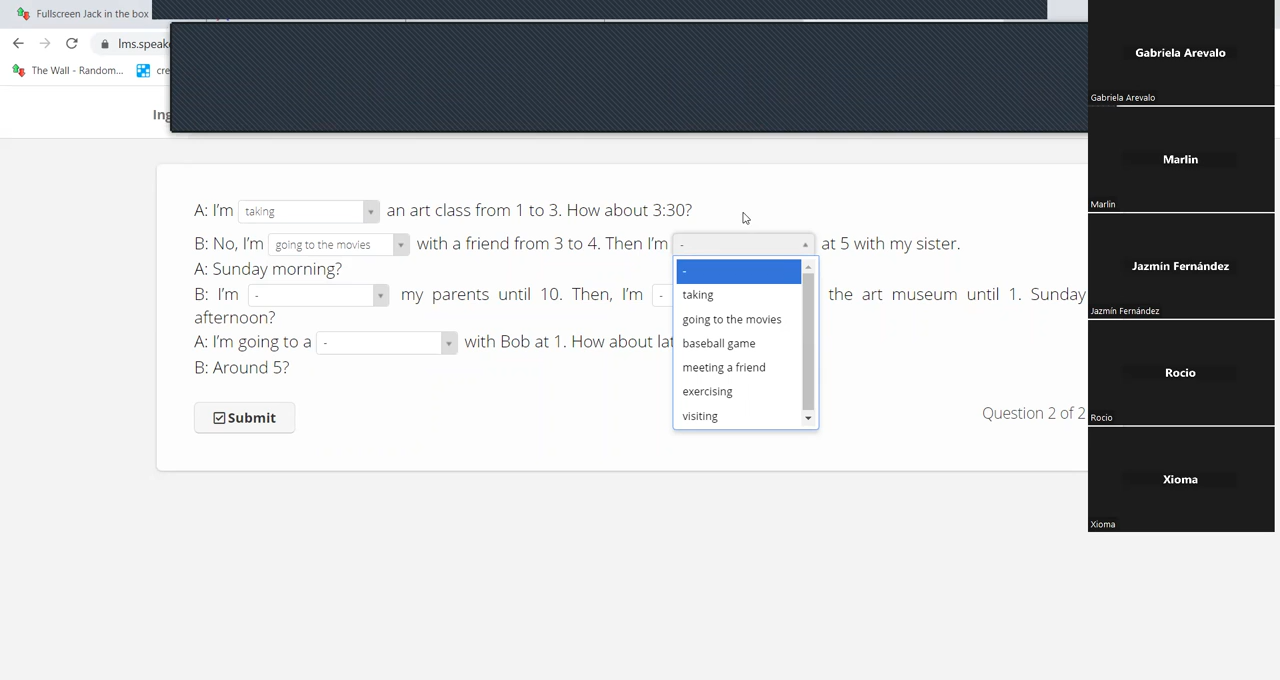 Fullscreen Jack in the box
lms.speak
The Wall - Random...
cre
Ing
A: I'm taking an art class from 1 to 3. How about 3:30?
B: No, I'm going to the movies with a friend from 3 to 4. Then I'm - at 5 with my sister.
A: Sunday morning?
B: I'm - my parents until 10. Then, I'm - the art museum until 1. Sunday
afternoon?
A: I'm going to a - with Bob at 1. How about lat
B: Around 5?
-
taking
going to the movies
baseball game
meeting a friend
exercising
visiting
Submit
Question 2 of 2
Gabriela Arevalo
Gabriela Arevalo
Marlin
Marlin
Jazmín Fernández
Jazmín Fernández
Rocio
Rocio
Xioma
Xioma